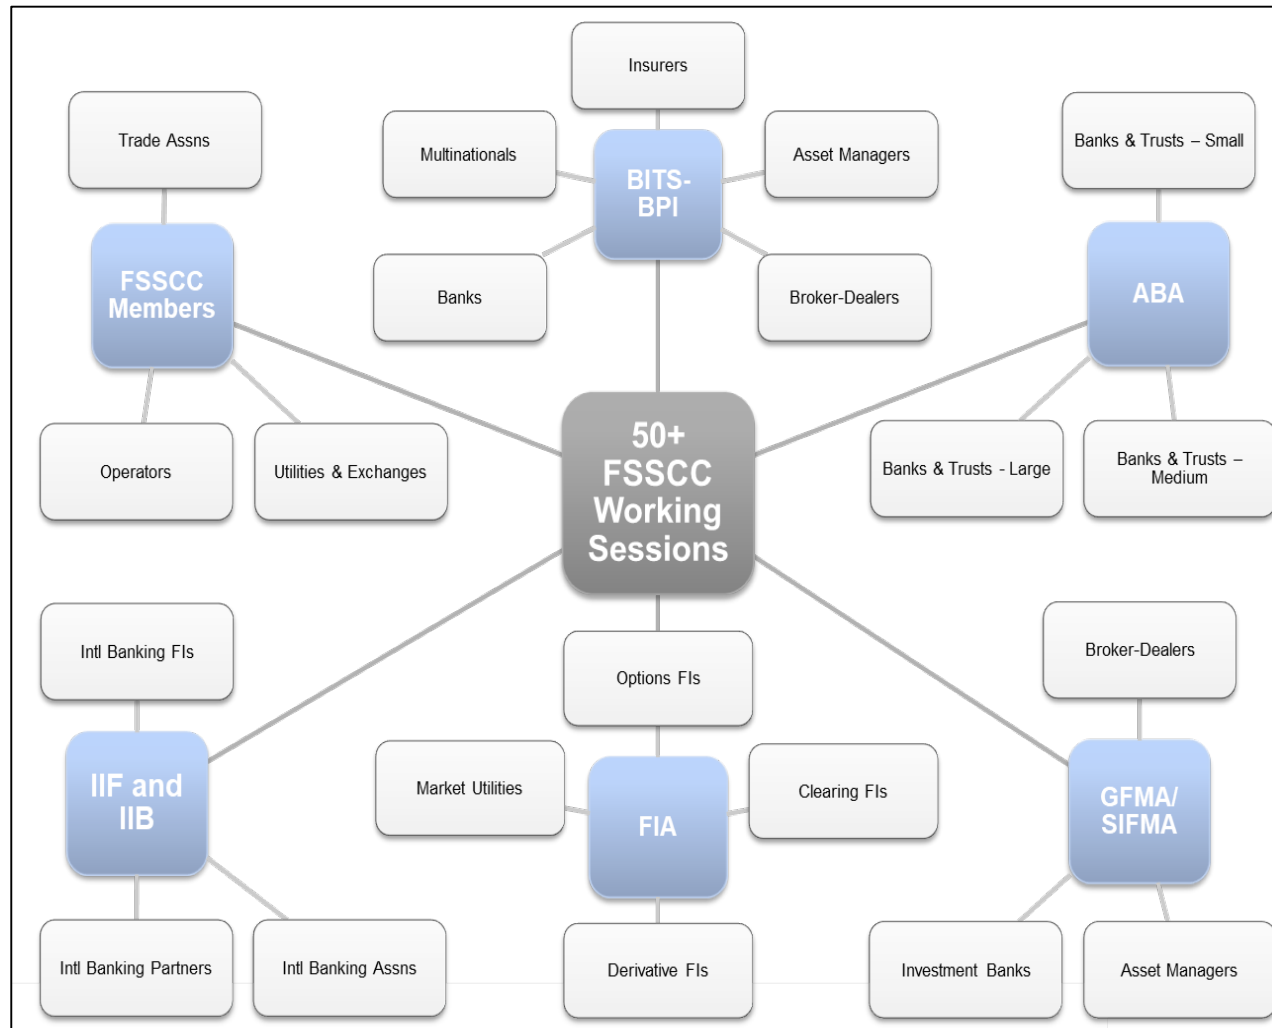 Insurers
Trade Assns
Multinationals
Asset Managers
Banks & Trusts – Small
BITS-
BPI
FSSCC
Members
Banks
Broker-Dealers
ABA
Operators
Utilities & Exchanges
50+
FSSCC
Working
Sessions
Banks & Trusts - Large
Banks & Trusts –
Medium
Intl Banking FIs
Options FIs
Broker-Dealers
IIF and
IIB
Market Utilities
FIA
Clearing FIs
GFMA/
SIFMA
Intl Banking Partners
Intl Banking Assns
Derivative FIs
Investment Banks
Asset Managers